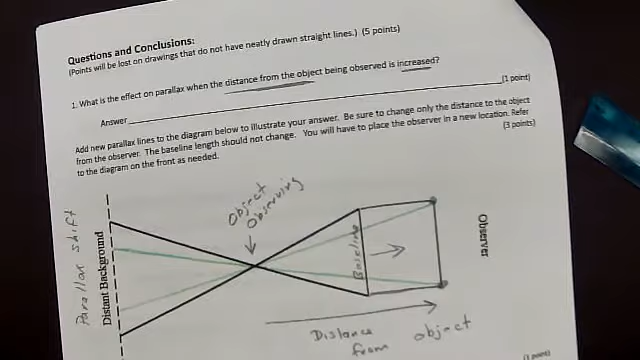 Questions and Conclusions:
(Points will be lost on drawings that do not have neatly drawn straight lines.) (5 points)
1. What is the effect on parallax when the distance from the object being observed is increased?
Answer (1 point)
Add new parallax lines to the diagram below to illustrate your answer. Be sure to change only the distance to the object
from the observer. The baseline length should not change. You will have to place the observer in a new location. Refer
to the diagram on the front as needed. (3 points)
Object
Observing
Parallax shift
Distant Background
Baseline
Observer
Distance
from object
(1 points)